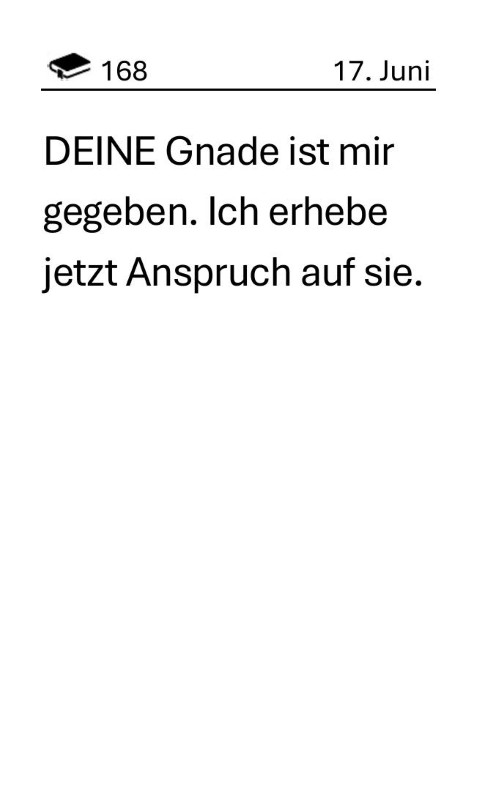 168 17. Juni
DEINE Gnade ist mir
gegeben. Ich erhebe
jetzt Anspruch auf sie.